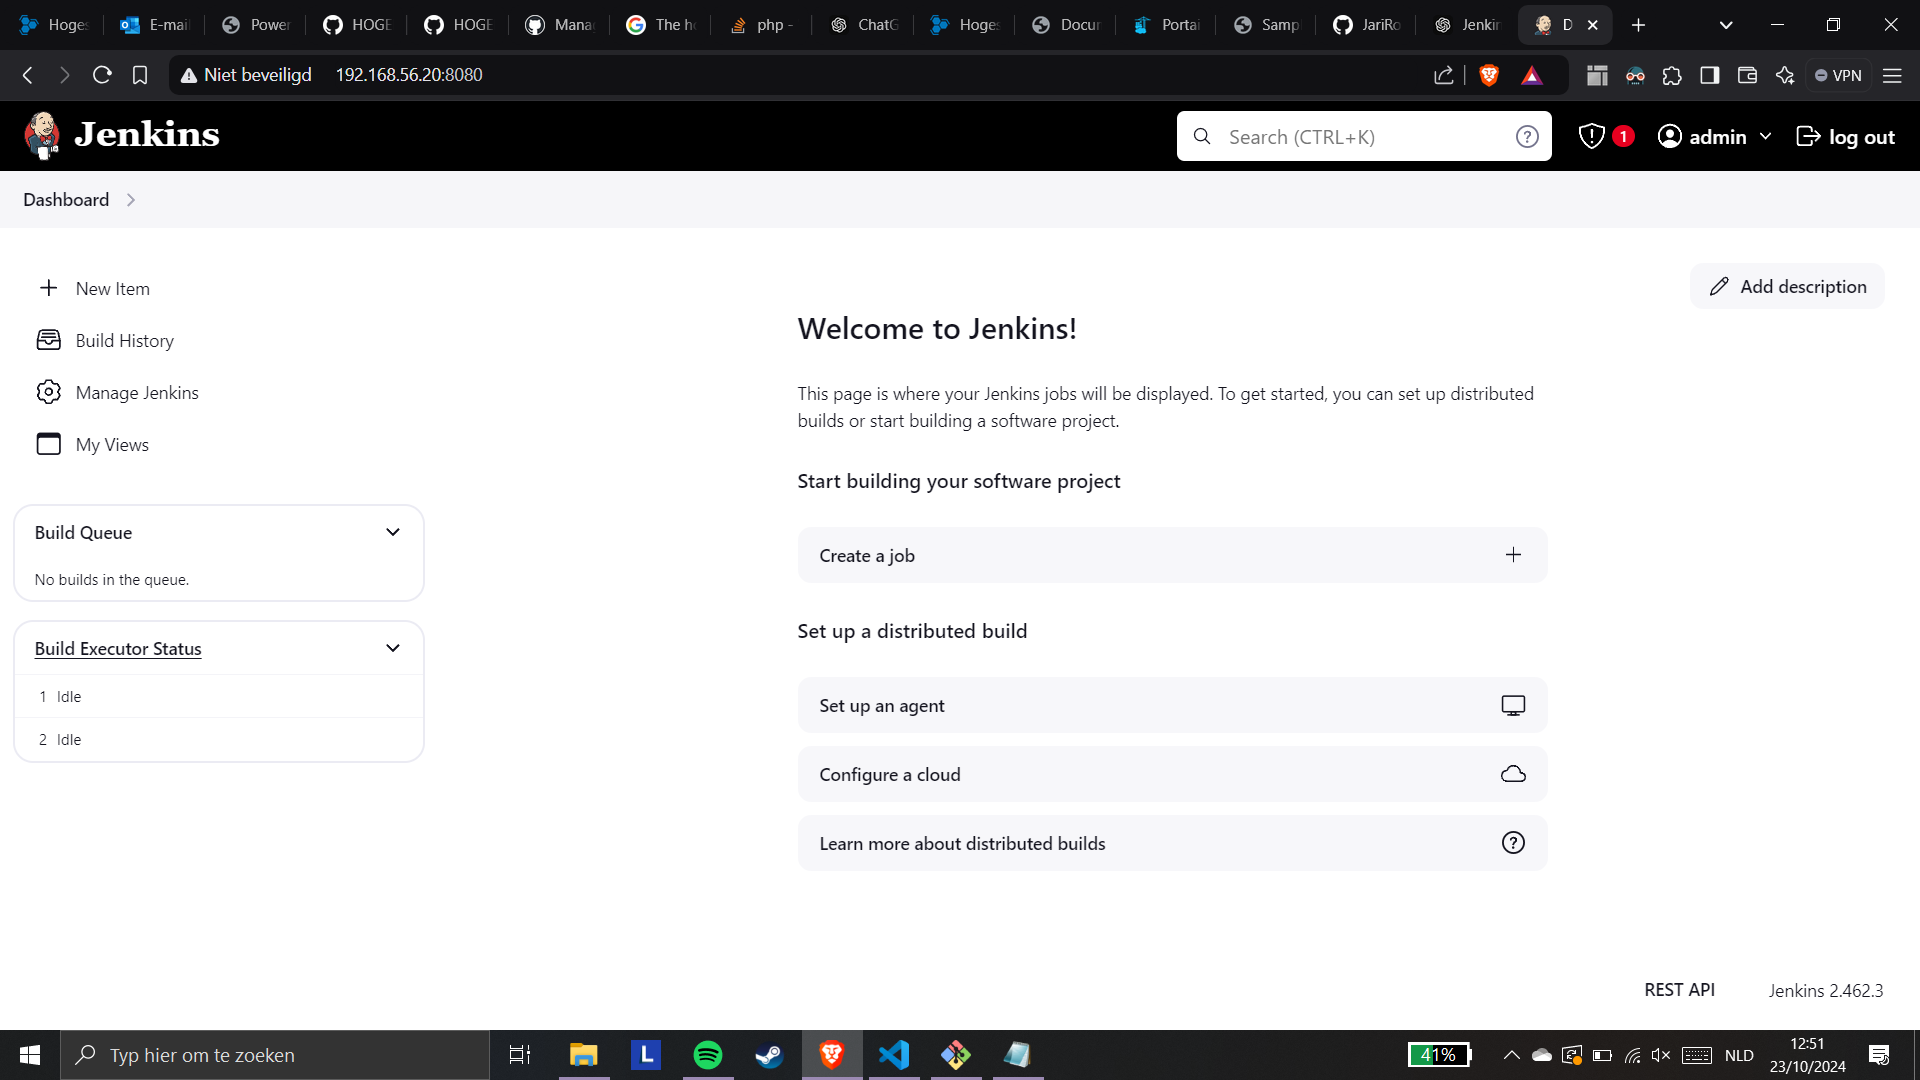 Hoges
E-mail
Power
HOGE
HOGE
Mana
The ho
php -
ChatG
Hoges
Docun
Portai
Samp
JariRo
Jenkin
D
Niet beveiligd
192.168.56.20:8080
VPN
Jenkins
Search (CTRL+K)
1
admin
log out
Dashboard
New Item
Build History
Manage Jenkins
My Views
Add description
Welcome to Jenkins!
This page is where your Jenkins jobs will be displayed. To get started, you can set up distributed
builds or start building a software project.
Start building your software project
Create a job
Set up a distributed build
Set up an agent
Configure a cloud
Learn more about distributed builds
Build Queue
No builds in the queue.
Build Executor Status
1 Idle
2 Idle
REST API
Jenkins 2.462.3
Typ hier om te zoeken
L
41%
NLD
12:51
23/10/2024